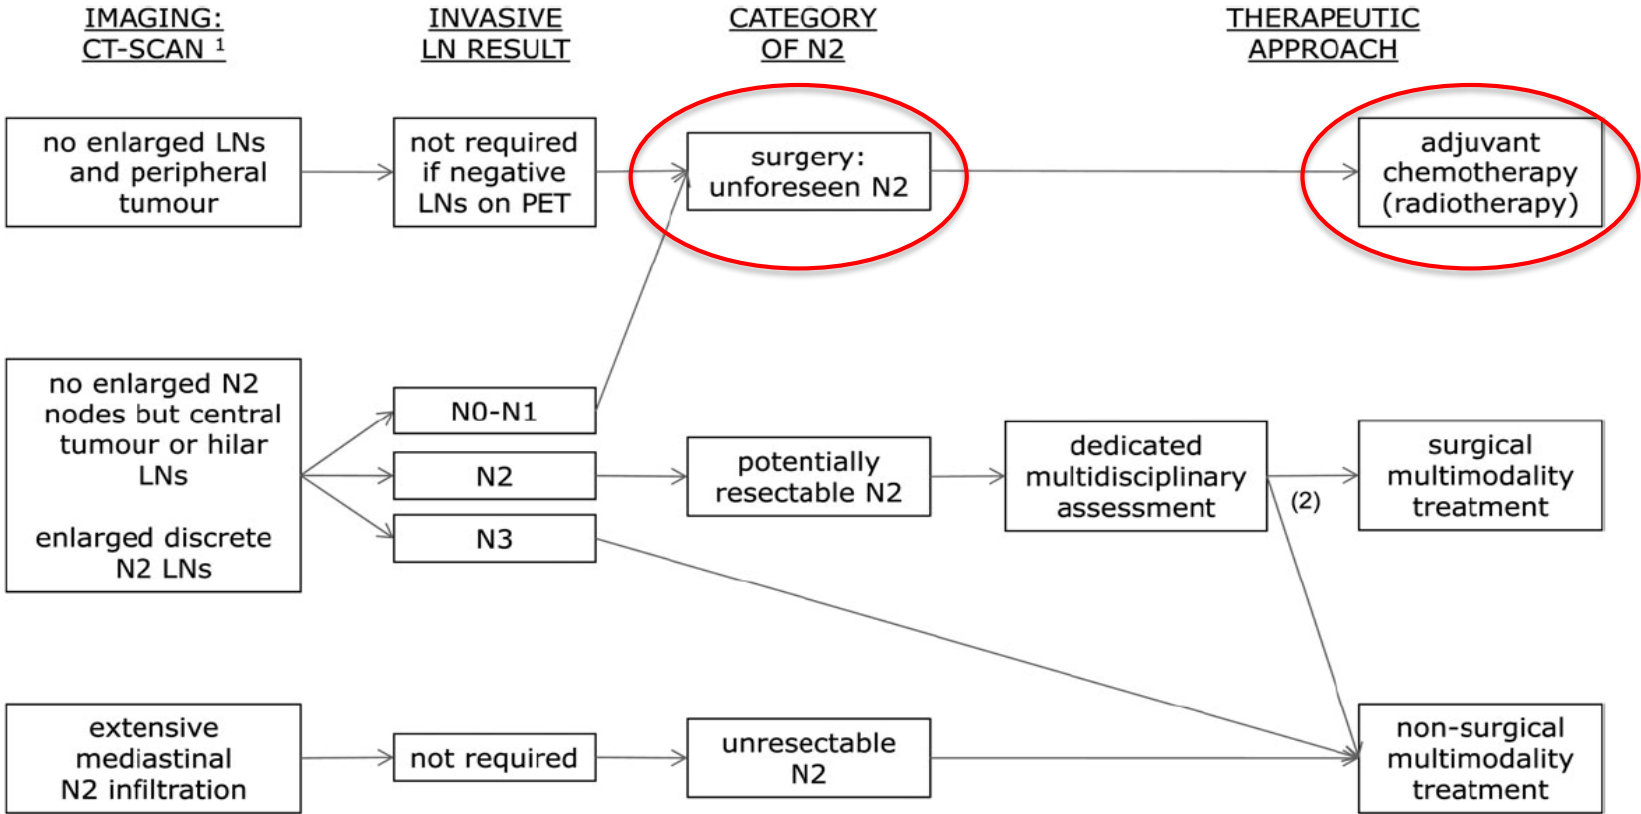 IMAGING:
CT-SCAN 1
INVASIVE
LN RESULT
CATEGORY
OF N2
THERAPEUTIC
APPROACH
no enlarged LNs
and peripheral
tumour
not required
if negative
LNs on PET
surgery:
unforeseen N2
adjuvant
chemotherapy
(radiotherapy)
no enlarged N2
nodes but central
tumour or hilar
LNs
enlarged discrete
N2 LNs
N0-N1
N2
N3
potentially
resectable N2
dedicated
multidisciplinary
assessment
(2)
surgical
multimodality
treatment
extensive
mediastinal
N2 infiltration
not required
unresectable
N2
non-surgical
multimodality
treatment